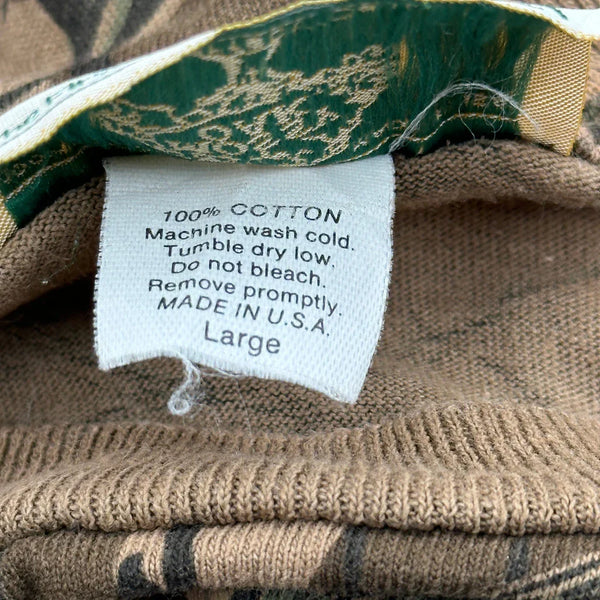 100% COTTON
Machine wash cold.
Tumble dry low.
Do not bleach.
Remove promptly.
MADE IN U.S.A.
Large